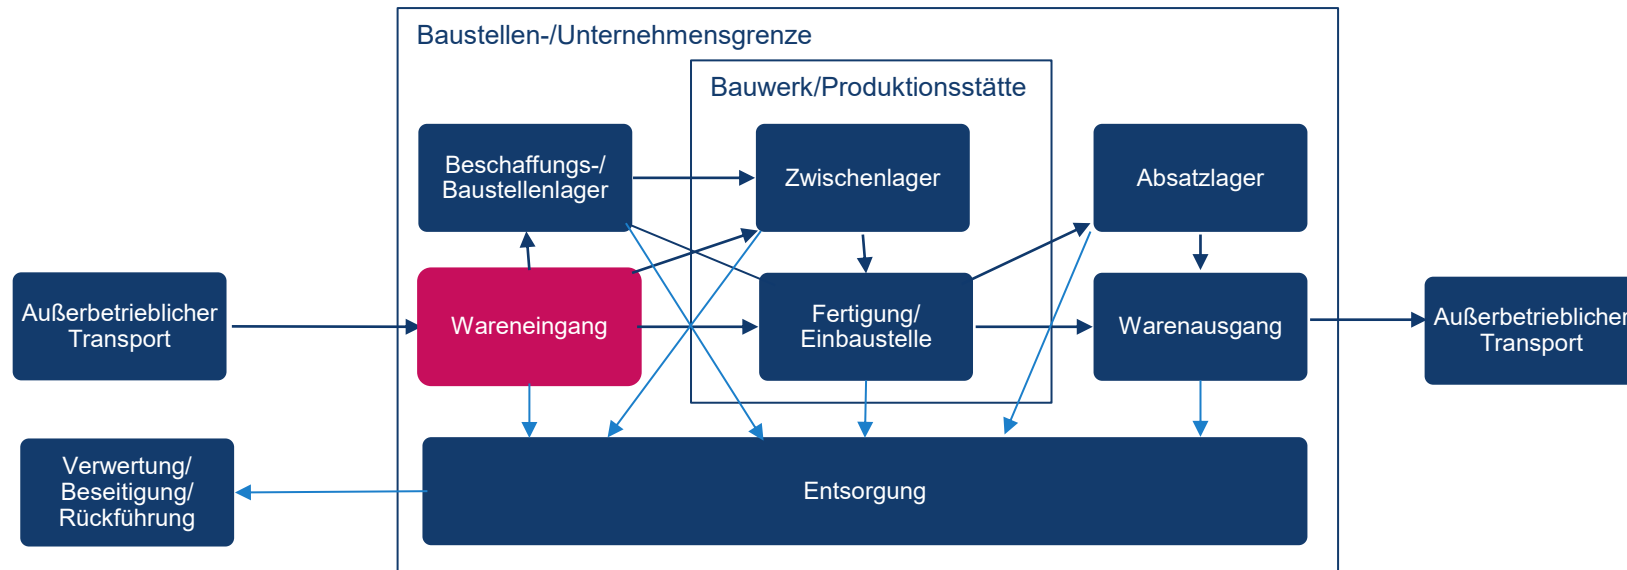 Baustellen-/Unternehmensgrenze
Bauwerk/Produktionsstätte
Beschaffungs-/
Baustellenlager
Zwischenlager
Absatzlager
Außerbetrieblicher
Transport
Wareneingang
Fertigung/
Einbaustelle
Warenausgang
Außerbetrieblicher
Transport
Verwertung/
Beseitigung/
Rückführung
Entsorgung